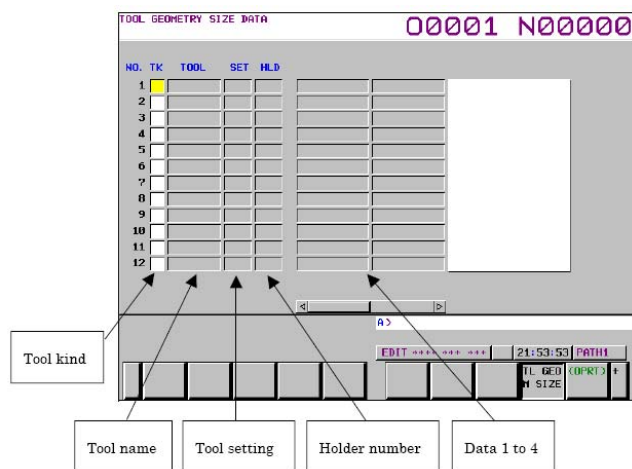 TOOL GEOMETRY SIZE DATA
O0001 N00000
NO. TK TOOL SET HLD
1
2
3
4
5
6
7
8
9
10
11
12
A>
EDIT **** *** *** 21:53:53 PATH1
TL GEO (OPRT) +
M SIZE
Tool kind
Tool name Tool setting Holder number Data 1 to 4